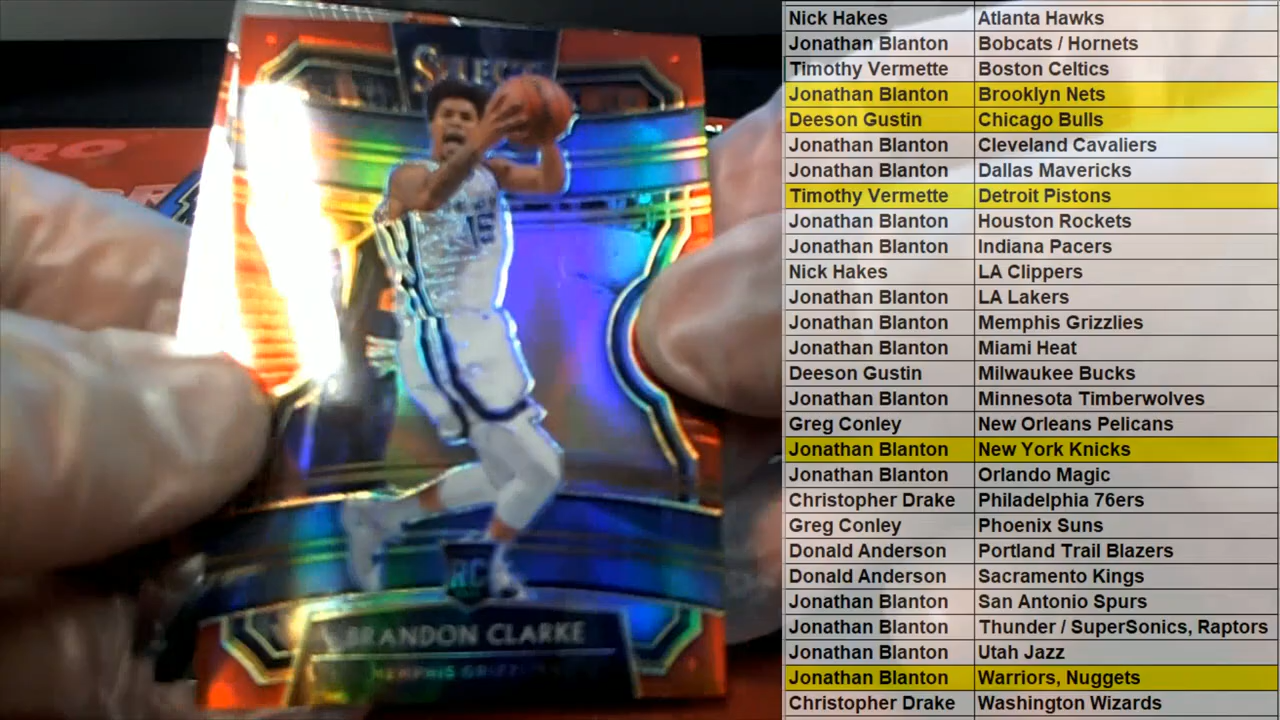 RO
SELECT
15
RC
BRANDON CLARKE
MEMPHIS GRIZZLIES
Nick Hakes Atlanta Hawks
Jonathan Blanton Bobcats / Hornets
Timothy Vermette Boston Celtics
Jonathan Blanton Brooklyn Nets
Deeson Gustin Chicago Bulls
Jonathan Blanton Cleveland Cavaliers
Jonathan Blanton Dallas Mavericks
Timothy Vermette Detroit Pistons
Jonathan Blanton Houston Rockets
Jonathan Blanton Indiana Pacers
Nick Hakes LA Clippers
Jonathan Blanton LA Lakers
Jonathan Blanton Memphis Grizzlies
Jonathan Blanton Miami Heat
Deeson Gustin Milwaukee Bucks
Jonathan Blanton Minnesota Timberwolves
Greg Conley New Orleans Pelicans
Jonathan Blanton New York Knicks
Jonathan Blanton Orlando Magic
Christopher Drake Philadelphia 76ers
Greg Conley Phoenix Suns
Donald Anderson Portland Trail Blazers
Donald Anderson Sacramento Kings
Jonathan Blanton San Antonio Spurs
Jonathan Blanton Thunder / SuperSonics, Raptors
Jonathan Blanton Utah Jazz
Jonathan Blanton Warriors, Nuggets
Christopher Drake Washington Wizards